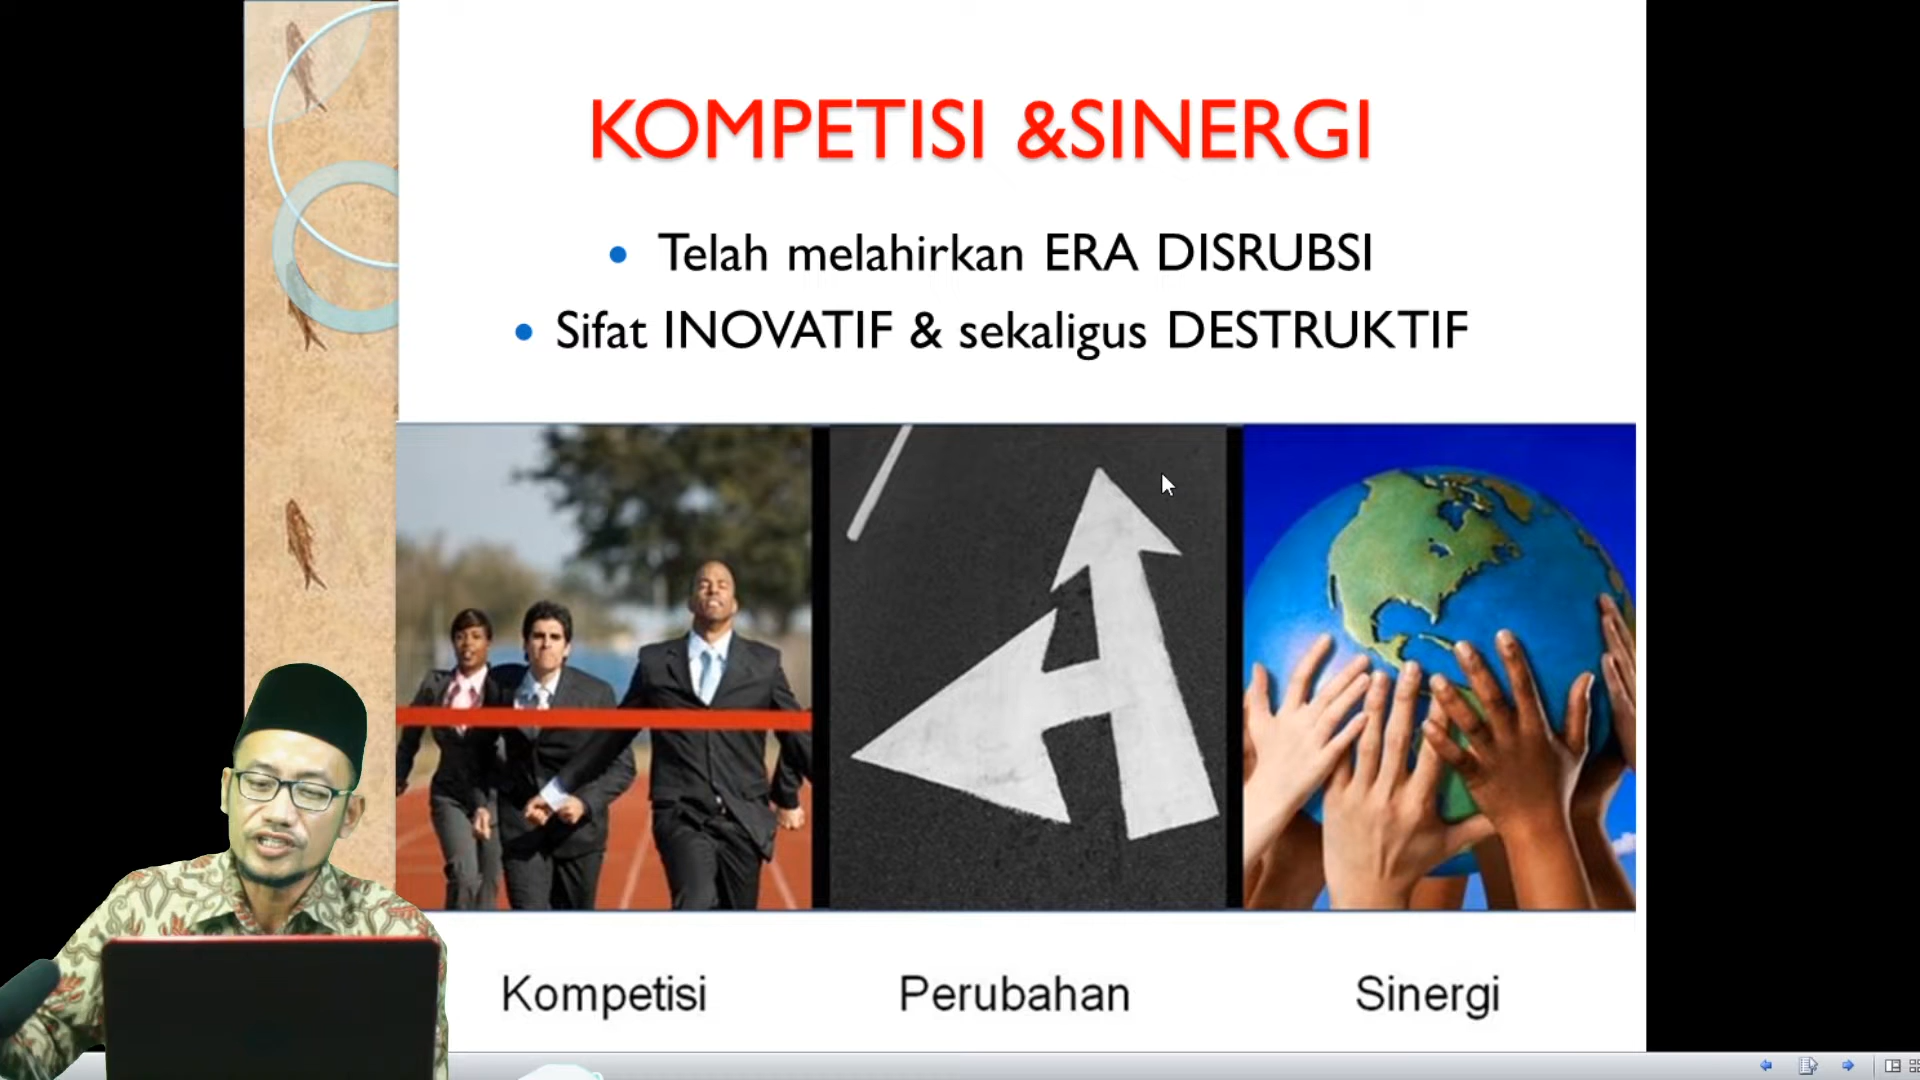 KOMPETISI &SINERGI
• Telah melahirkan ERA DISRUBSI
• Sifat INOVATIF & sekaligus DESTRUKTIF
Kompetisi
Perubahan
Sinergi